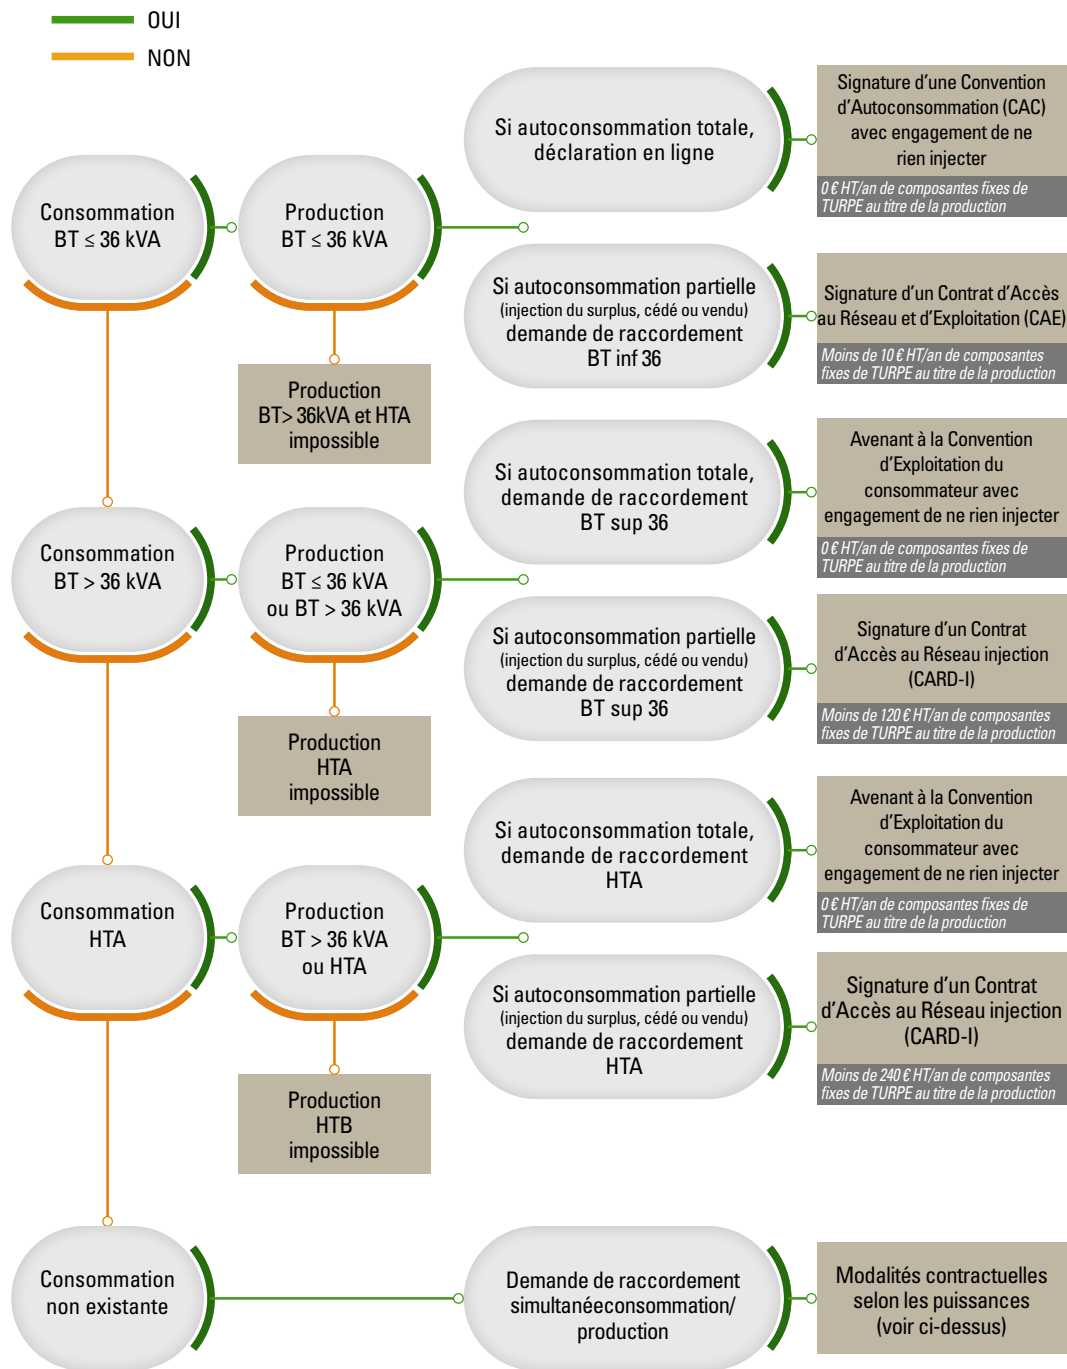 OUI
NON
Consommation
BT ≤ 36 kVA
Production
BT ≤ 36 kVA
Si autoconsommation totale,
déclaration en ligne
Signature d'une Convention
d'Autoconsommation (CAC)
avec engagement de ne
rien injecter
0 € HT/an de composantes fixes de
TURPE au titre de la production
Si autoconsommation partielle
(injection du surplus, cédé ou vendu)
demande de raccordement
BT inf 36
Signature d'un Contrat d'Accès
au Réseau et d'Exploitation (CAE)
Moins de 10 € HT/an de composantes
fixes de TURPE au titre de la production
Production
BT> 36kVA et HTA
impossible
Consommation
BT > 36 kVA
Production
BT ≤ 36 kVA
ou BT > 36 kVA
Si autoconsommation totale,
demande de raccordement
BT sup 36
Avenant à la Convention
d'Exploitation du
consommateur avec
engagement de ne rien injecter
0 € HT/an de composantes fixes de
TURPE au titre de la production
Si autoconsommation partielle
(injection du surplus, cédé ou vendu)
demande de raccordement
BT sup 36
Signature d'un Contrat
d'Accès au Réseau injection
(CARD-I)
Moins de 120 € HT/an de composantes
fixes de TURPE au titre de la production
Production
HTA
impossible
Consommation
HTA
Production
BT > 36 kVA
ou HTA
Si autoconsommation totale,
demande de raccordement
HTA
Avenant à la Convention
d'Exploitation du
consommateur avec
engagement de ne rien injecter
0 € HT/an de composantes fixes de
TURPE au titre de la production
Si autoconsommation partielle
(injection du surplus, cédé ou vendu)
demande de raccordement
HTA
Signature d'un Contrat
d'Accès au Réseau injection
(CARD-I)
Moins de 240 € HT/an de composantes
fixes de TURPE au titre de la production
Production
HTB
impossible
Consommation
non existante
Demande de raccordement
simultanéeconsommation/
production
Modalités contractuelles
selon les puissances
(voir ci-dessus)